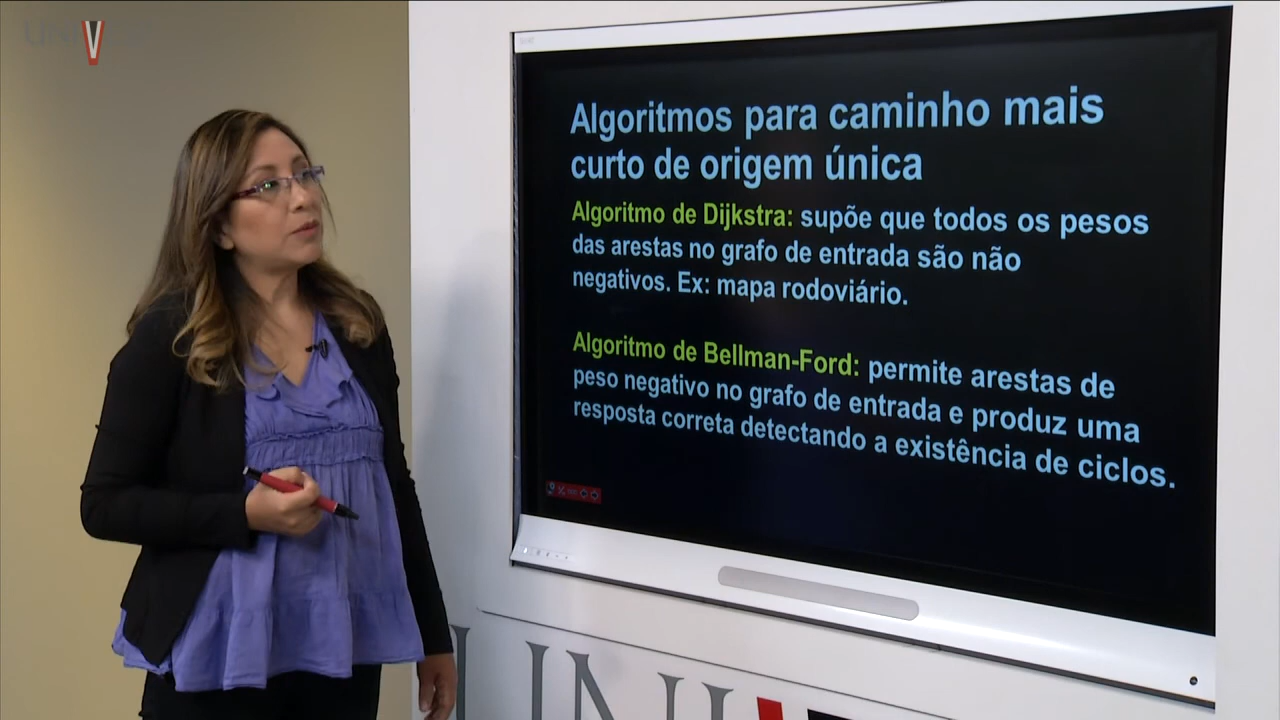 UNIV
Algoritmos para caminho mais
curto de origem única
Algoritmo de Dijkstra: supõe que todos os pesos
das arestas no grafo de entrada são não
negativos. Ex: mapa rodoviário.
Algoritmo de Bellman-Ford: permite arestas de
peso negativo no grafo de entrada e produz uma
resposta correta detectando a existência de ciclos.
UNIV